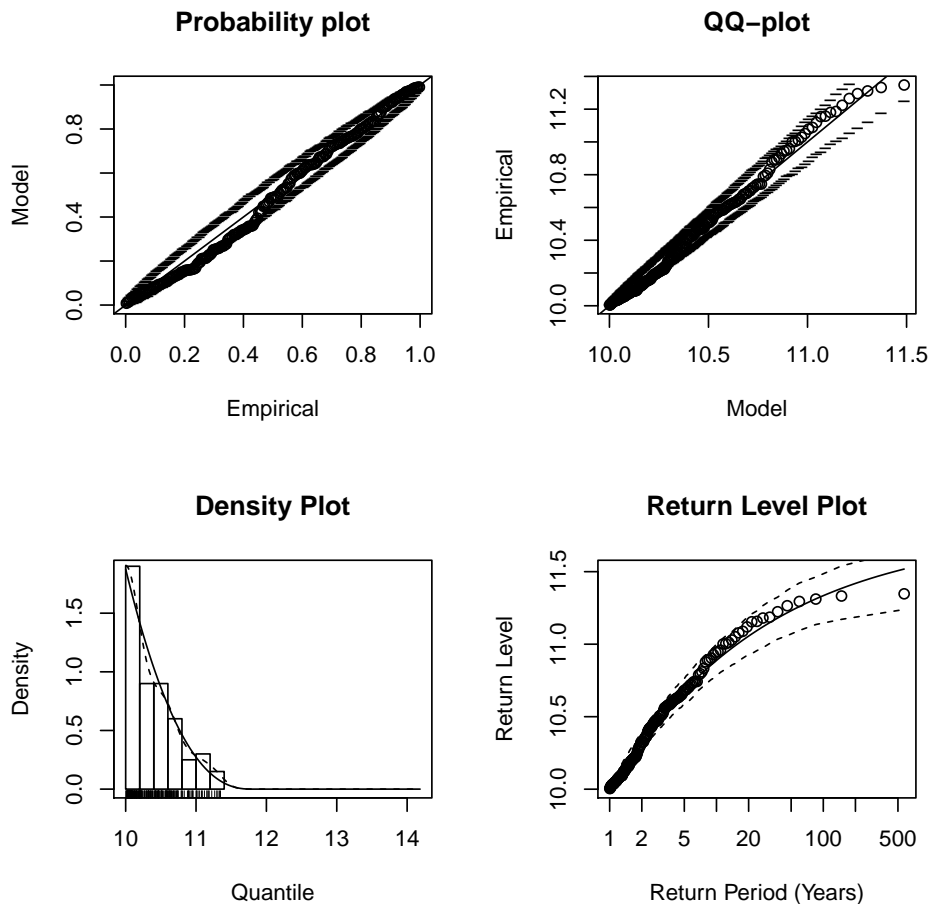 Probability plot
Model
0.0 0.4 0.8
0.0 0.2 0.4 0.6 0.8 1.0
Empirical
QQ−plot
Empirical
10.0 10.4 10.8 11.2
10.0 10.5 11.0 11.5
Model
Density Plot
Density
0.0 0.5 1.0 1.5
10 11 12 13 14
Quantile
Return Level Plot
Return Level
10.0 10.5 11.0 11.5
1 2 5 20 100 500
Return Period (Years)